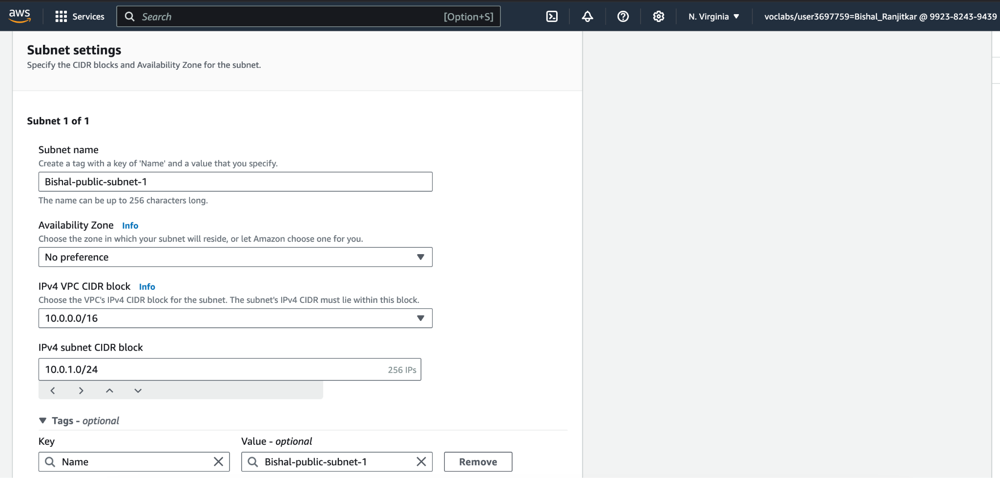 aws
Services
Search [Option+S]
N. Virginia
voclabs/user3697759=Bishal_Ranjitkar @ 9923-8243-9439
Subnet settings
Specify the CIDR blocks and Availability Zone for the subnet.
Subnet 1 of 1
Subnet name
Create a tag with a key of 'Name' and a value that you specify.
Bishal-public-subnet-1
The name can be up to 256 characters long.
Availability Zone Info
Choose the zone in which your subnet will reside, or let Amazon choose one for you.
No preference
IPv4 VPC CIDR block Info
Choose the VPC's IPv4 CIDR block for the subnet. The subnet's IPv4 CIDR must lie within this block.
10.0.0.0/16
IPv4 subnet CIDR block
10.0.1.0/24 256 IPs
Tags - optional
Key Value - optional
Name Bishal-public-subnet-1 Remove